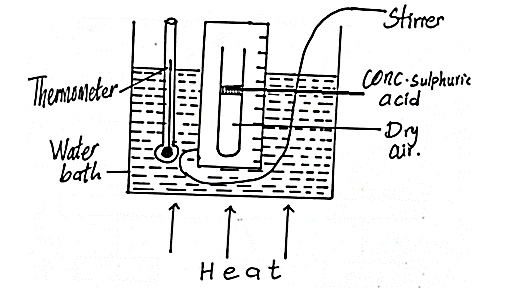 Stirrer
Thermometer
conc. sulphuric
acid
Dry
air.
Water
bath
Heat